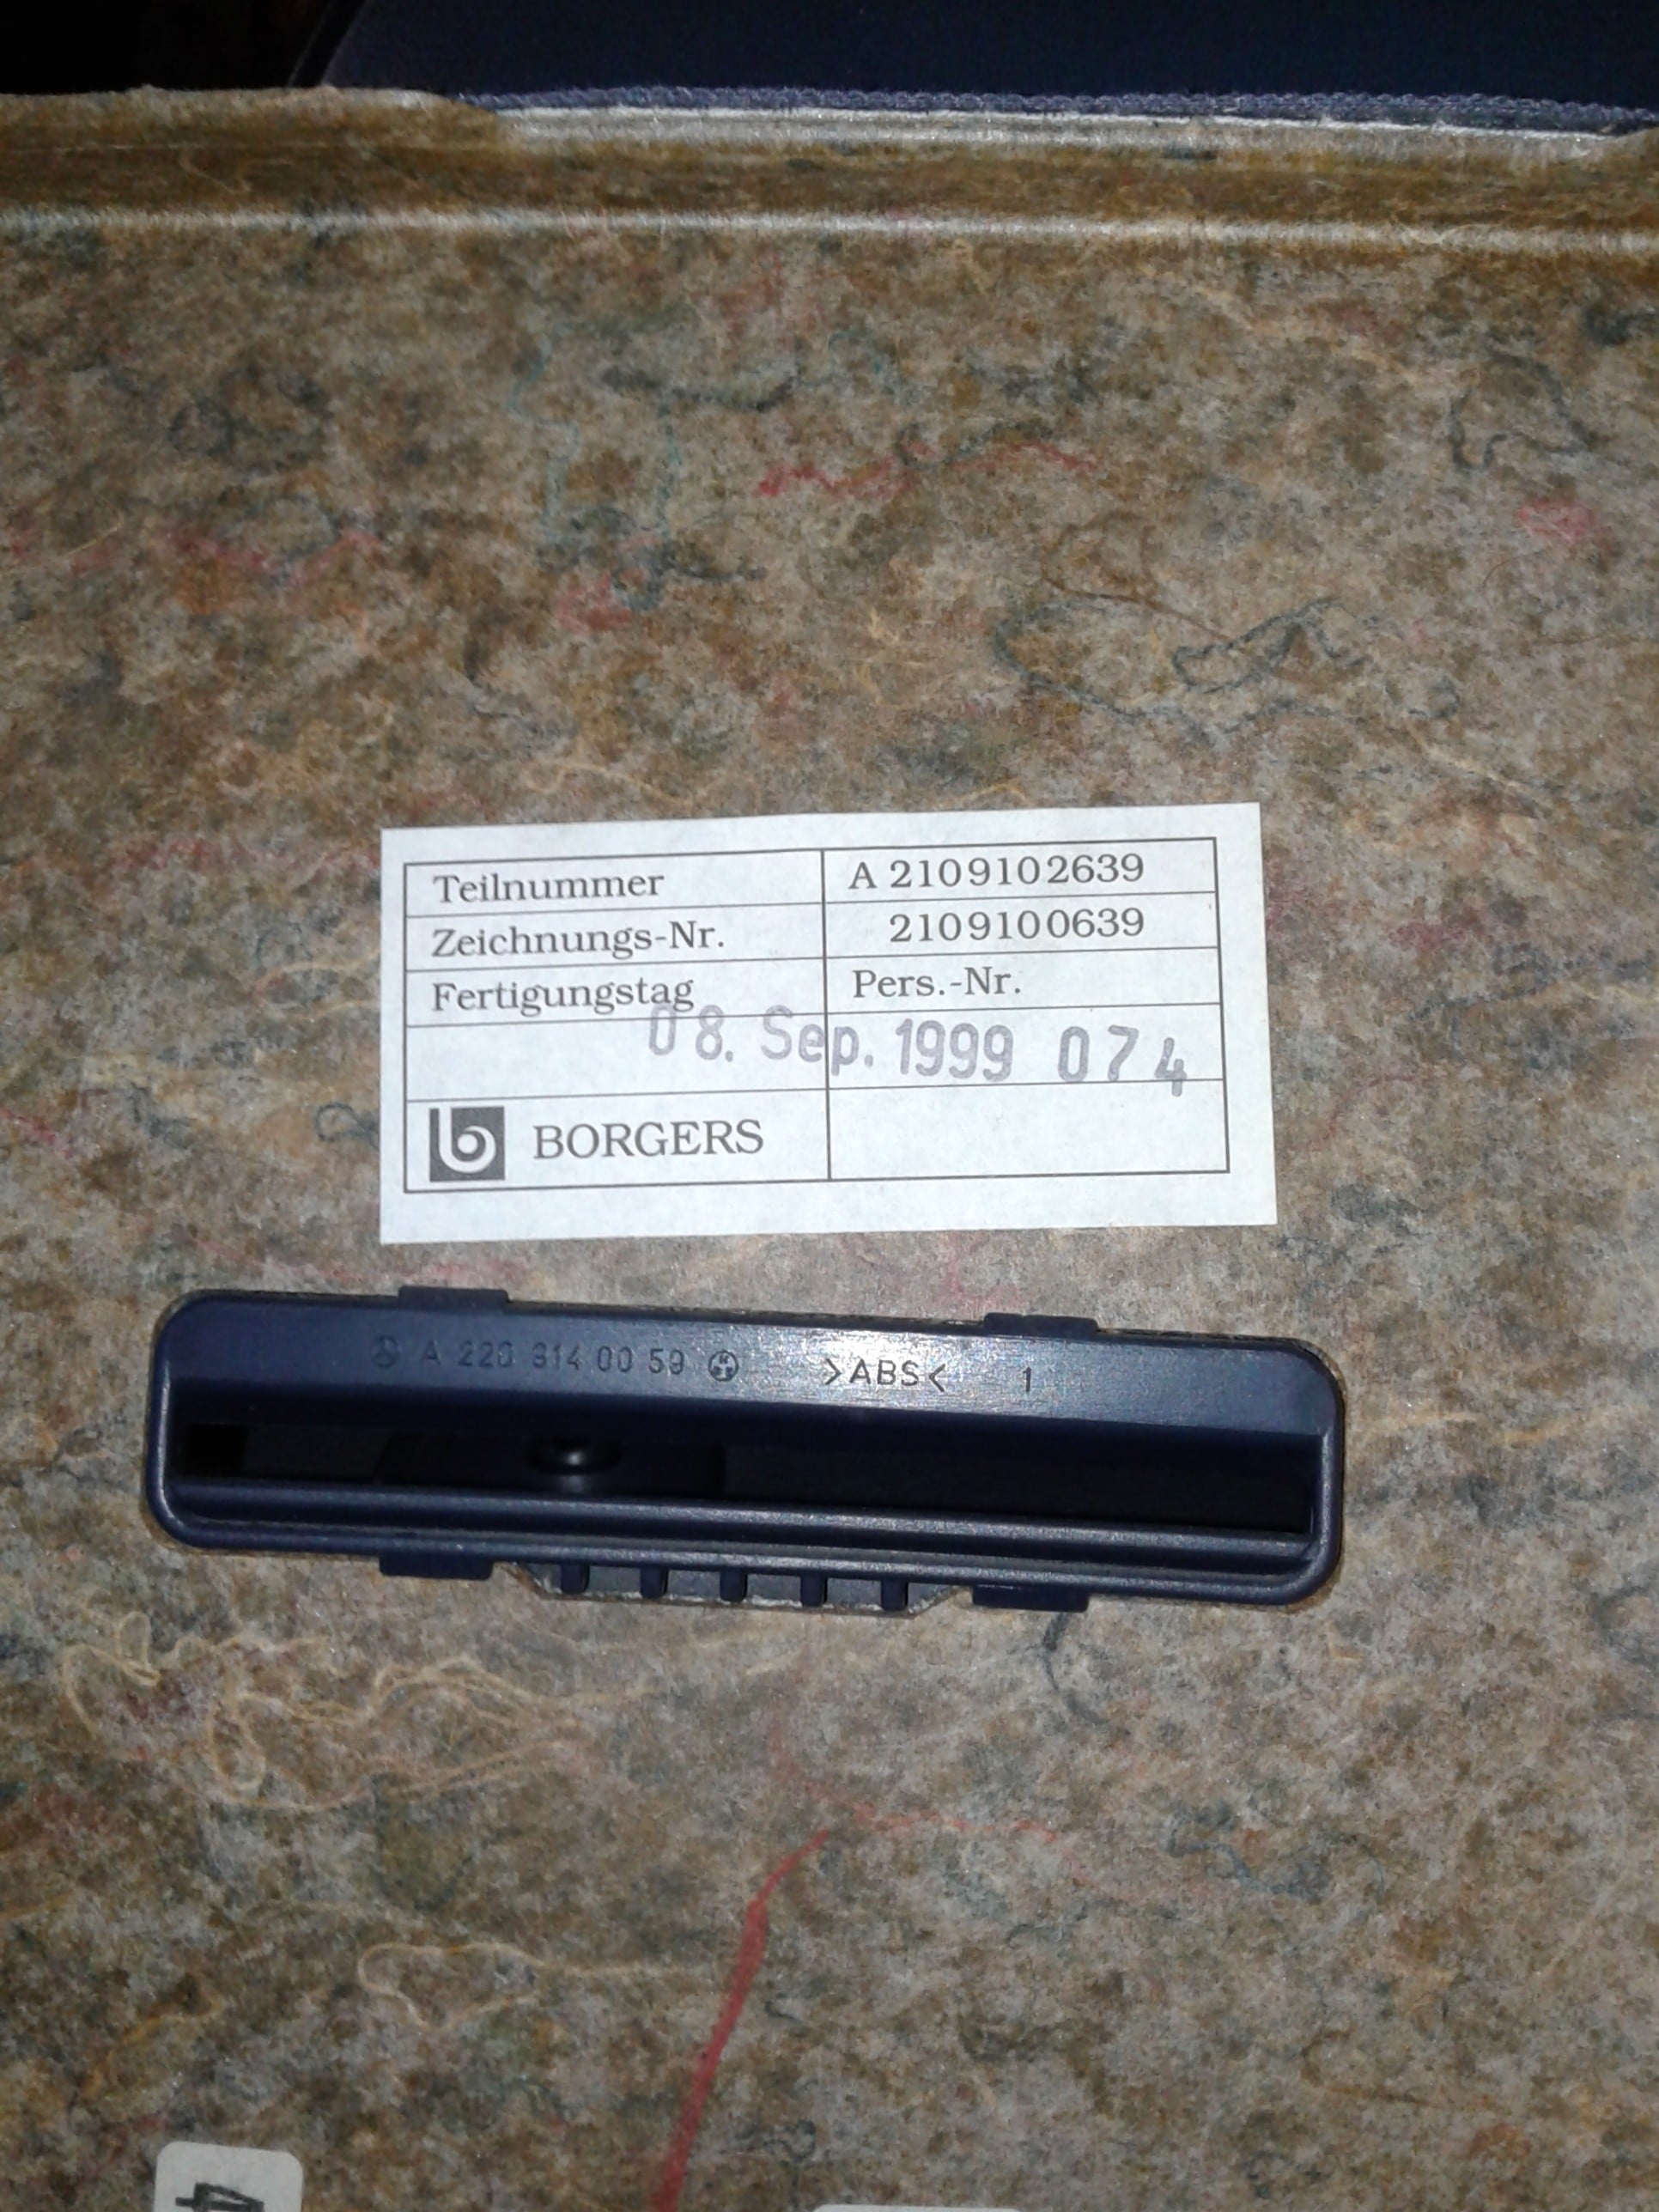 Teilnummer A 2109102639
Zeichnungs-Nr. 2109100639
Fertigungstag Pers.-Nr.
08. Sep. 1999 074
b BORGERS
A 220 814 00 59 >ABS< 1
4